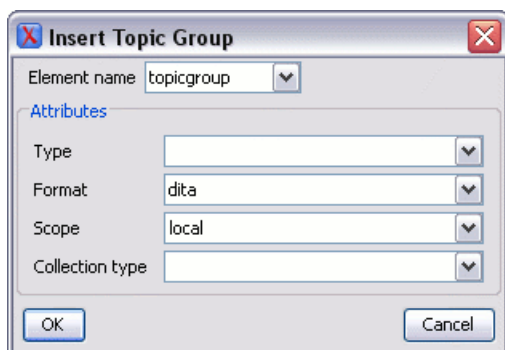 Insert Topic Group
Element name topicgroup
Attributes
Type
Format dita
Scope local
Collection type
OK Cancel